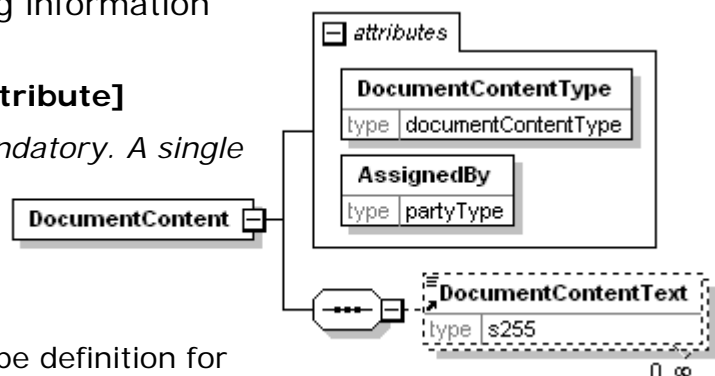 g information
tribute]
ndatory. A single
attributes
DocumentContentType
type documentContentType
AssignedBy
type partyType
DocumentContent
DocumentContentText
type s255
0..∞
pe definition for